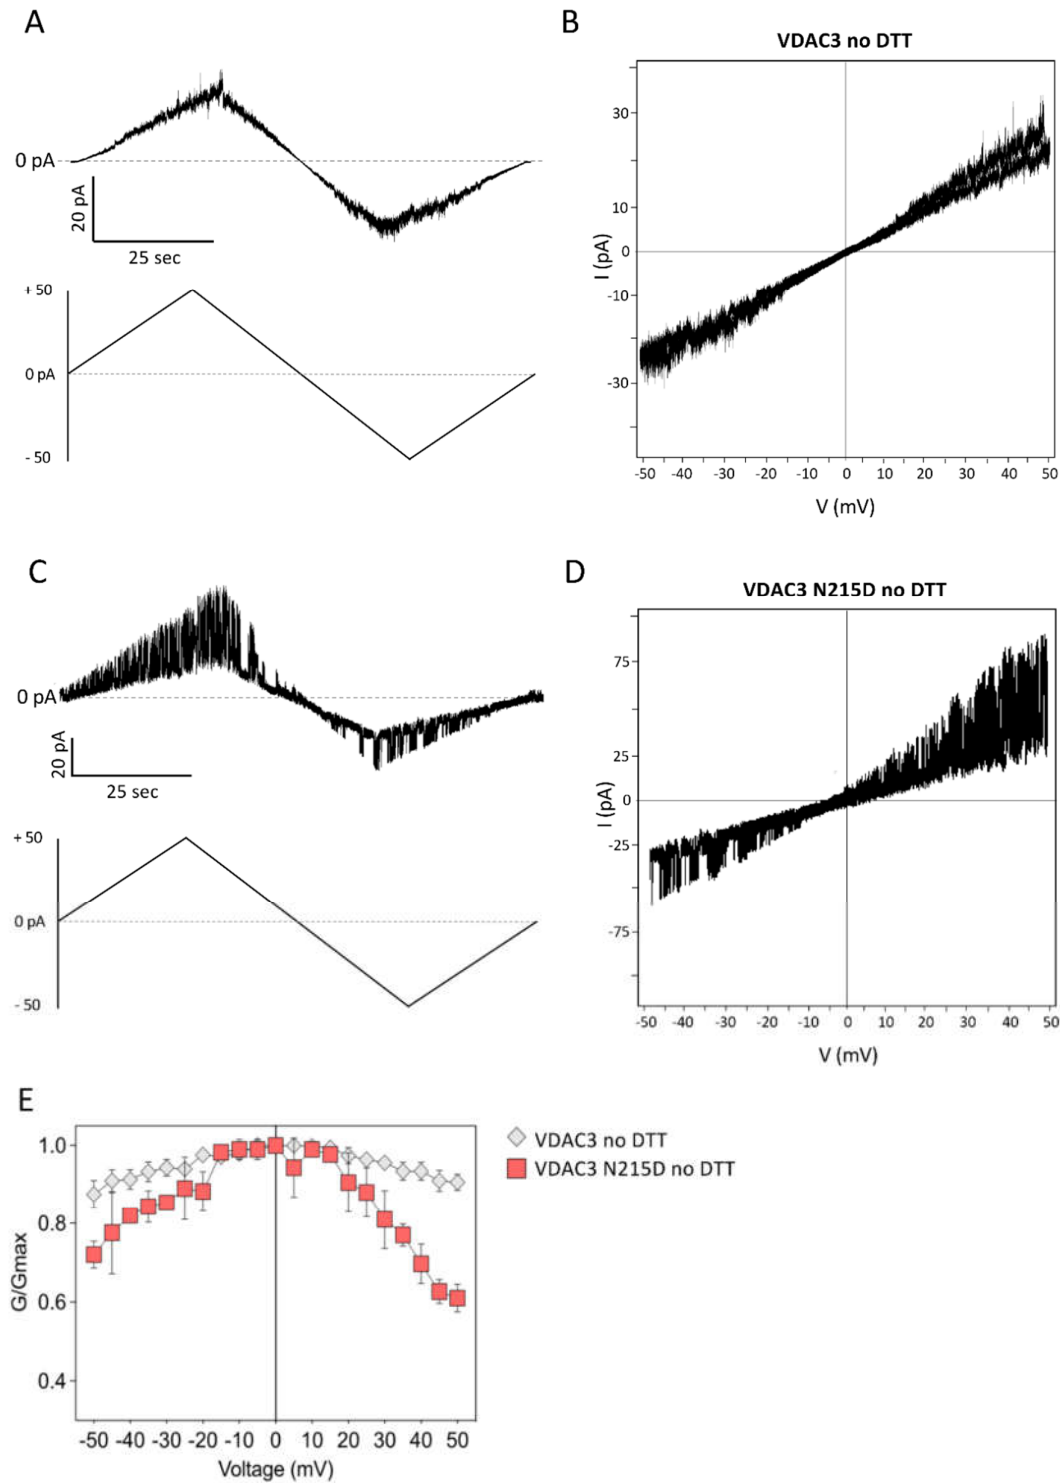 A
0 pA
20 pA
25 sec
+ 50
0 pA
- 50
B
VDAC3 no DTT
30
10
0
-10
-30
I (pA)
-50 -40 -30 -20 -10 0 10 20 30 40 50
V (mV)
C
0 pA
20 pA
25 sec
+ 50
0 pA
- 50
D
VDAC3 N215D no DTT
75
25
0
-25
-75
I (pA)
-50 -40 -30 -20 -10 0 10 20 30 40 50
V (mV)
E
1.0
0.8
0.6
0.4
G/Gmax
-50 -40 -30 -20 -10 0 10 20 30 40 50
Voltage (mV)
VDAC3 no DTT
VDAC3 N215D no DTT